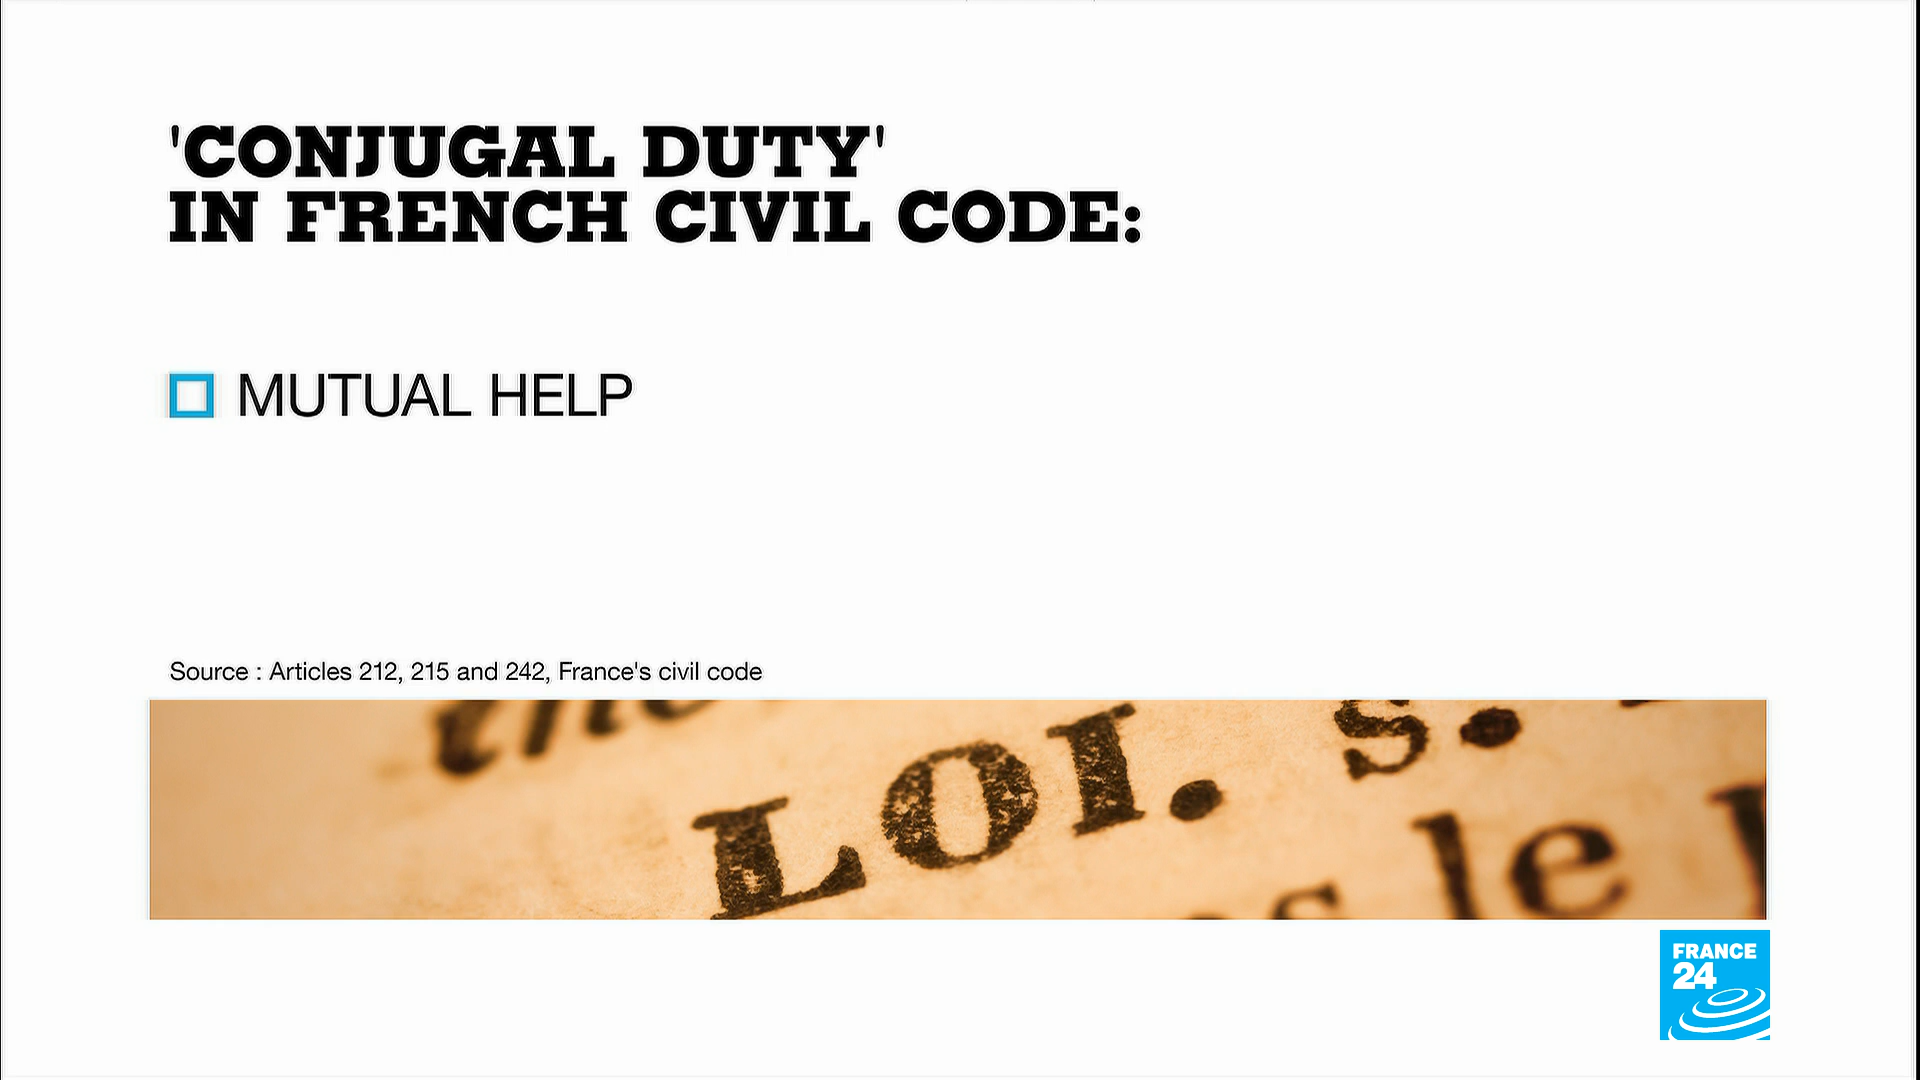 'CONJUGAL DUTY'
IN FRENCH CIVIL CODE:
MUTUAL HELP
Source : Articles 212, 215 and 242, France's civil code
LOI. s.
le
FRANCE
24